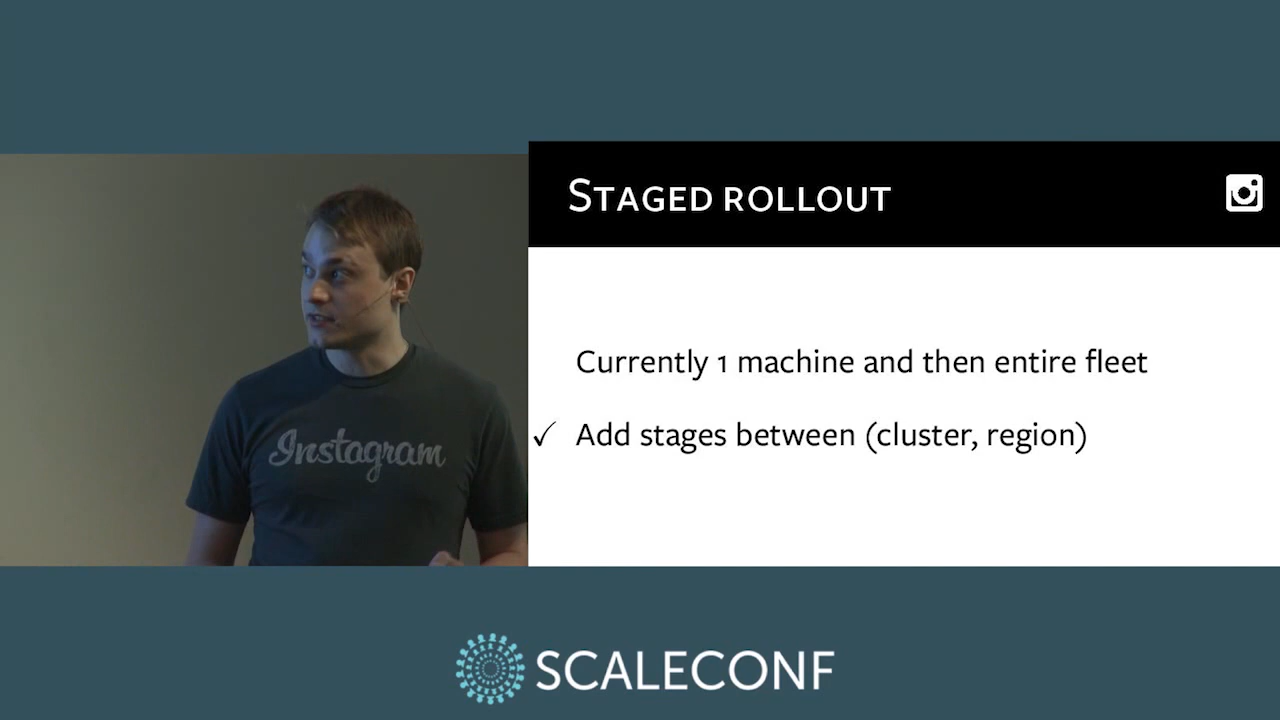 STAGED ROLLOUT
Currently 1 machine and then entire fleet
✓ Add stages between (cluster, region)
Instagram
SCALECONF